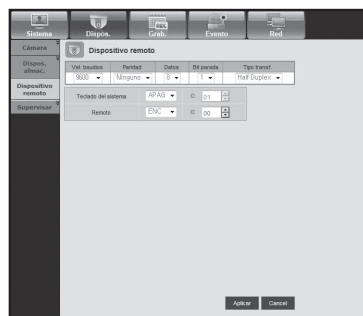 Sistema Dispos. Grab. Evento Red
Cámara
Dispos. almac.
Dispositivo remoto
Supervisar
Dispositivo remoto
Vel. baudios Paridad Datos Bit parada Tipo transf.
9600 Ninguno 8 1 Half Duplex
Teclado del sistema APAG ID 01
Remoto ENC ID 00
Aplicar Cancel